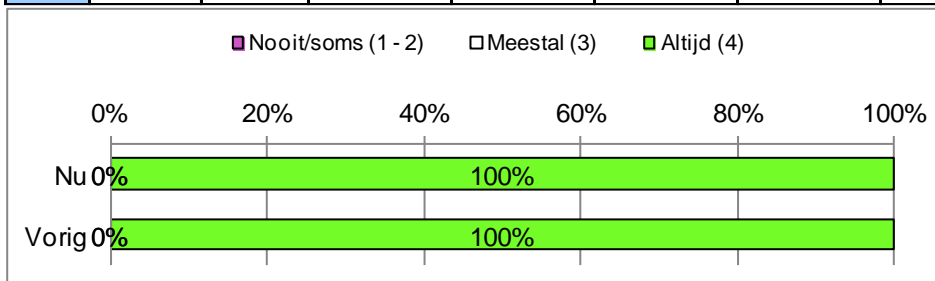 Nooit/soms (1 - 2) Meestal (3) Altijd (4)
0% 20% 40% 60% 80% 100%
Nu 0% 100%
Vorig 0% 100%